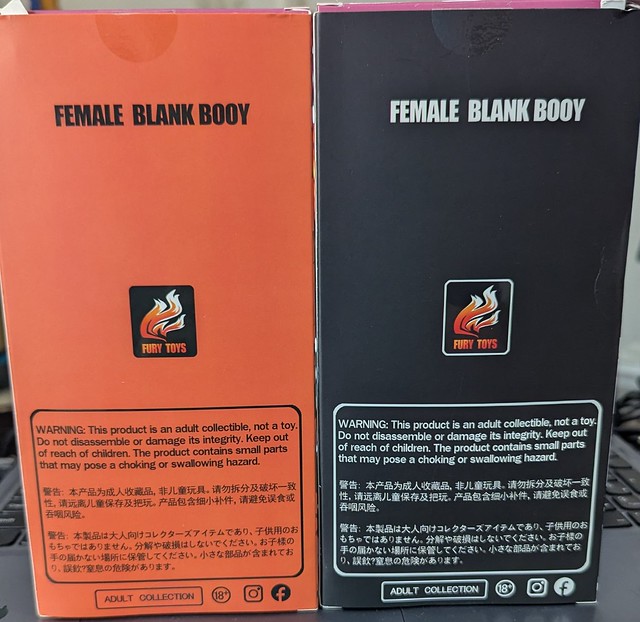 FEMALE BLANK BOOY
FURY TOYS
WARNING: This product is an adult collectible, not a toy.
Do not disassemble or damage its integrity. Keep out
of reach of children. The product contains small parts
that may pose a choking or swallowing hazard.
警告: 本产品为成人收藏品, 非儿童玩具。请勿拆分及破坏一致
性, 请远离儿童保存及把玩。产品包含细小补件, 请避免误食或
吞咽风险。
警告: 本製品は大人向けコレクターズアイテムであり、子供用のお
もちゃではありません。分解や破損はしないでください。お子様の
手の届かない場所に保管してください。小さな部品が含まれてお
り、誤飲?窒息の危険があります。
ADULT COLLECTION 18+
FEMALE BLANK BOOY
FURY TOYS
WARNING: This product is an adult collectible, not a toy.
Do not disassemble or damage its integrity. Keep out
of reach of children. The product contains small parts
that may pose a choking or swallowing hazard.
警告: 本产品为成人收藏品, 非儿童玩具。请勿拆分及破坏一致
性, 请远离儿童保存及把玩。产品包含细小补件, 请避免误食或
吞咽风险。
警告: 本製品は大人向けコレクターズアイテムであり、子供用のお
もちゃではありません。分解や破損はしないでください。お子様の
手の届かない場所に保管してください。小さな部品が含まれてお
り、誤飲?窒息の危険があります。
ADULT COLLECTION 18+